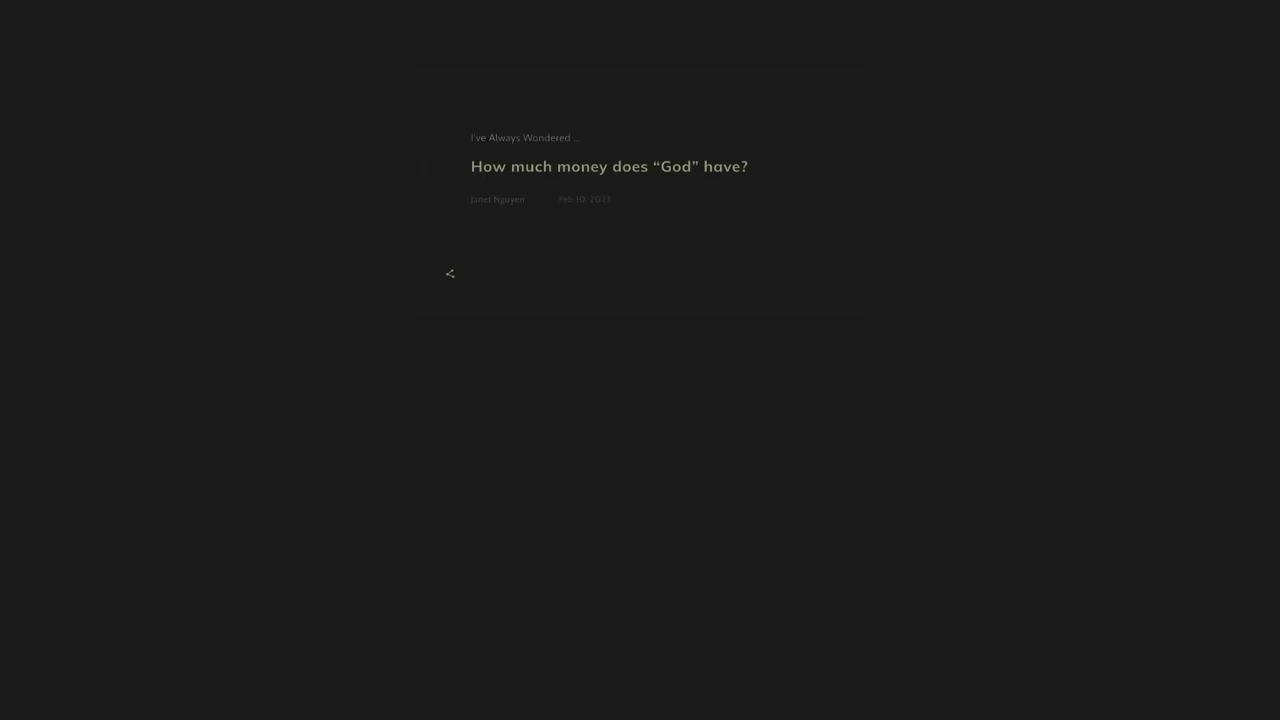 I've Always Wondered ...
How much money does “God” have?
Janet Nguyen Feb 10, 2023